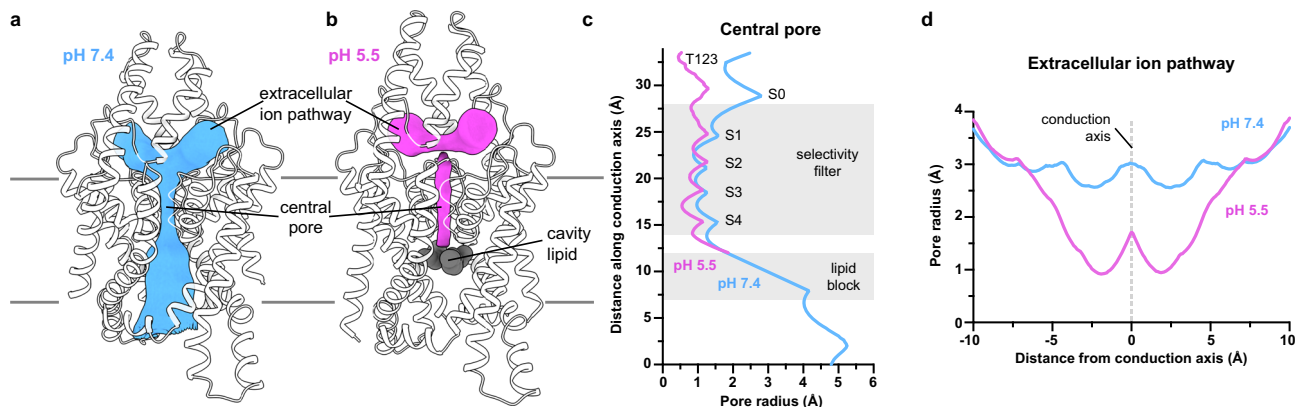 a
pH 7.4
b
pH 5.5
extracellular
ion pathway
central
pore
cavity
lipid
c
Central pore
Distance along conduction axis (Å)
30
25
20
15
10
5
0
T123
S0
S1
S2
S3
S4
selectivity
filter
pH 5.5
pH 7.4
lipid
block
0 1 2 3 4 5 6
Pore radius (Å)
d
Extracellular ion pathway
Pore radius (Å)
4
3
2
1
0
conduction
axis
pH 7.4
pH 5.5
-10 -5 0 5 10
Distance from conduction axis (Å)